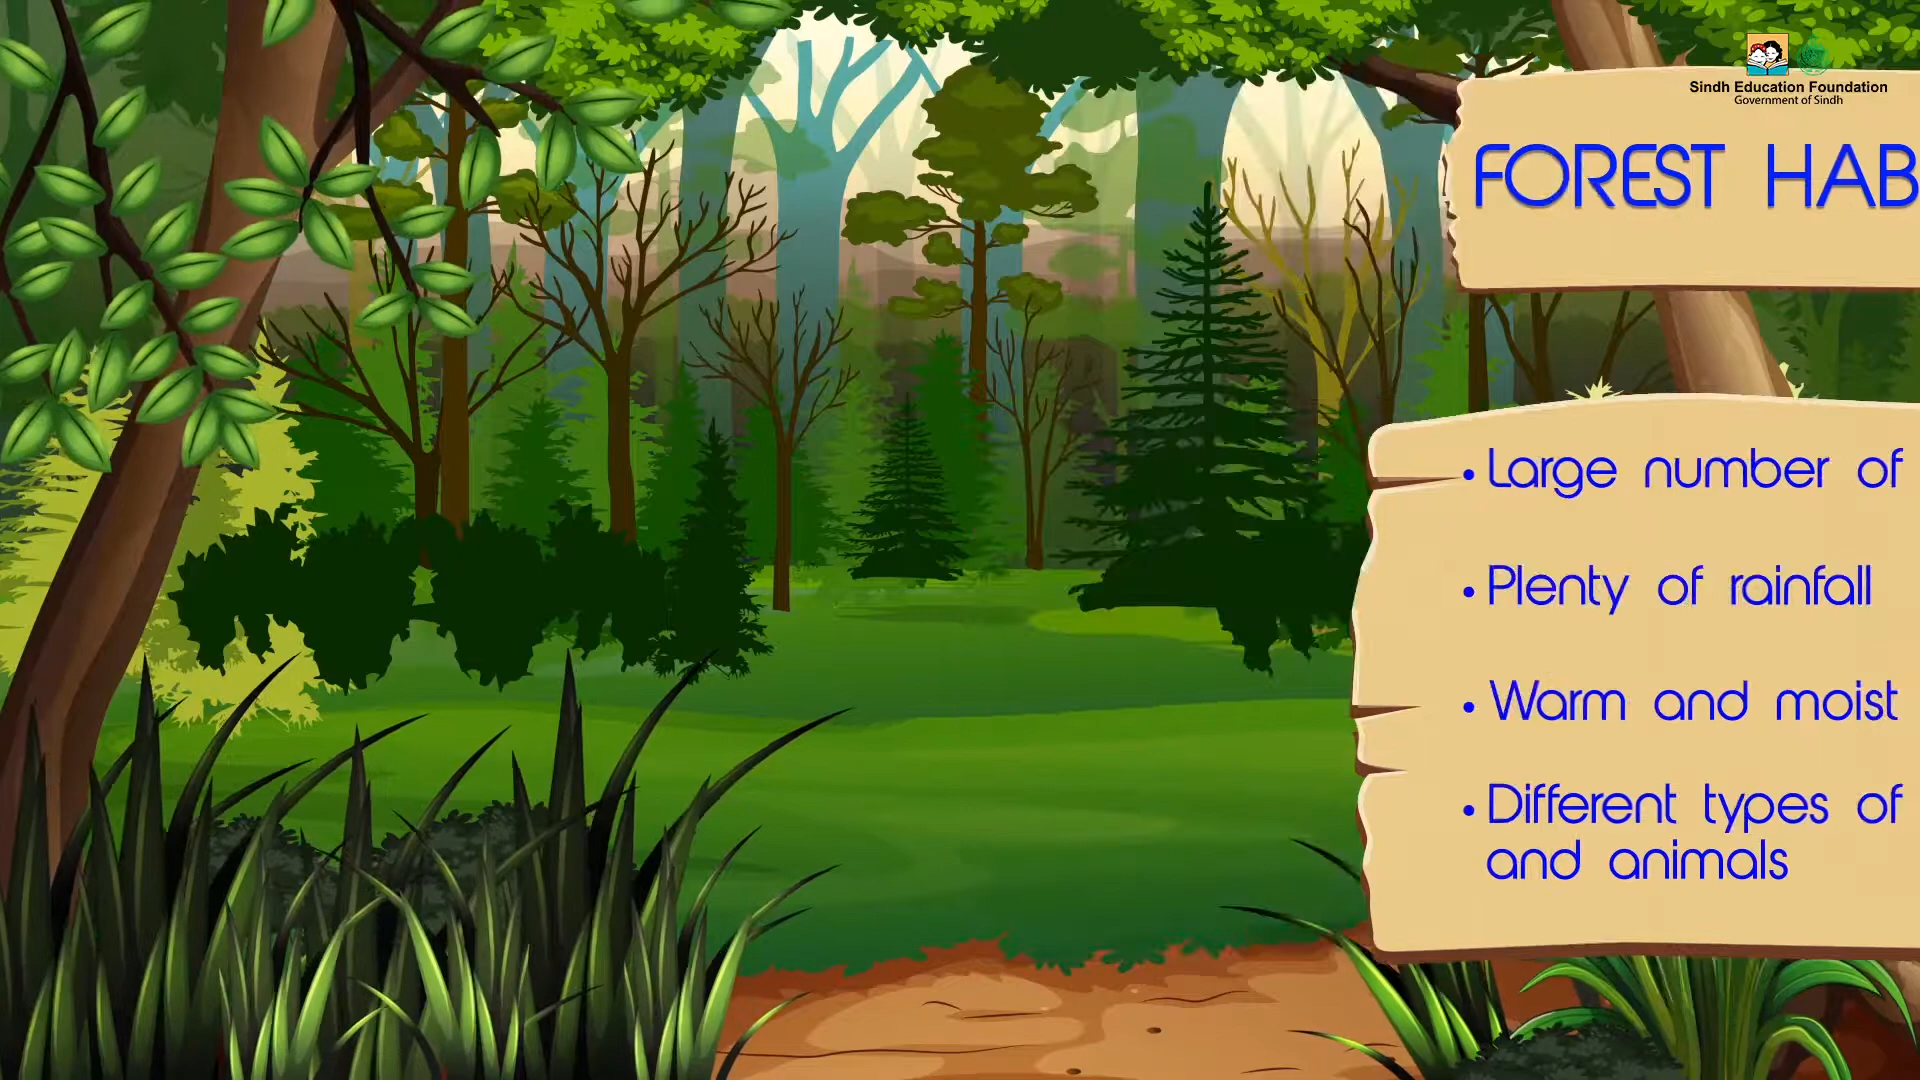 Sindh Education Foundation
Government of Sindh
FOREST HAB
• Large number of
• Plenty of rainfall
• Warm and moist
• Different types of
and animals